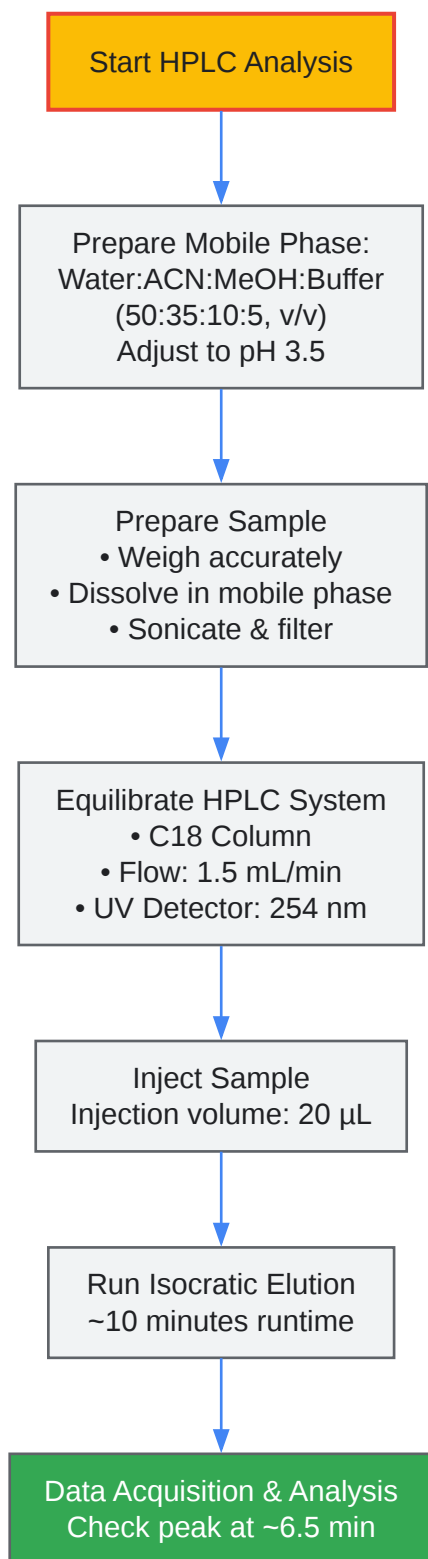 Start HPLC Analysis
Prepare Mobile Phase:
Water:ACN:MeOH:Buffer
(50:35:10:5, v/v)
Adjust to pH 3.5
Prepare Sample
• Weigh accurately
• Dissolve in mobile phase
• Sonicate & filter
Equilibrate HPLC System
• C18 Column
• Flow: 1.5 mL/min
• UV Detector: 254 nm
Inject Sample
Injection volume: 20 µL
Run Isocratic Elution
~10 minutes runtime
Data Acquisition & Analysis
Check peak at ~6.5 min